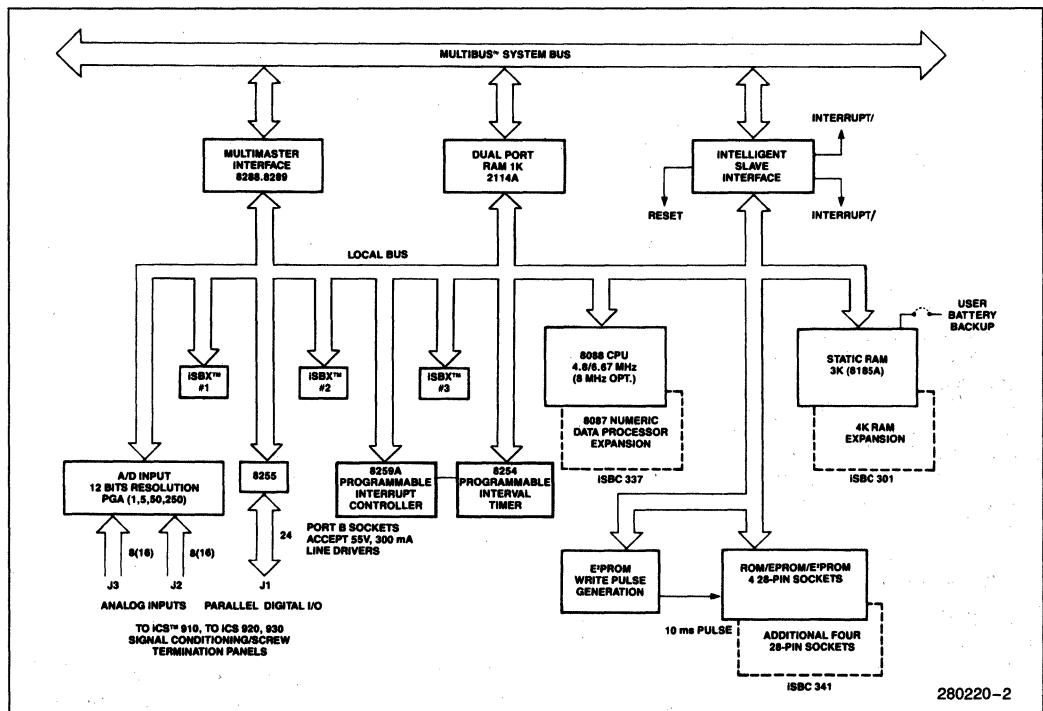 MULTIBUS™ SYSTEM BUS
MULTIMASTER
INTERFACE
8288.8289
DUAL PORT
RAM 1K
2114A
INTELLIGENT
SLAVE
INTERFACE
INTERRUPT/
RESET
INTERRUPT/
LOCAL BUS
iSBX™
#1
iSBX™
#2
iSBX™
#3
8088 CPU
4.8/6.67 MHz
(8 MHz OPT.)
8087 NUMERIC
DATA PROCESSOR
EXPANSION
iSBC 337
USER
BATTERY
BACKUP
STATIC RAM
3K (8185A)
4K RAM
EXPANSION
iSBC 301
A/D INPUT
12 BITS RESOLUTION
PGA (1,5,50,250)
8255
8259A
PROGRAMMABLE
INTERRUPT
CONTROLLER
8254
PROGRAMMABLE
INTERVAL
TIMER
8(16)
8(16)
24
PORT B SOCKETS
ACCEPT 55V, 300 mA
LINE DRIVERS
J3
J2
J1
ANALOG INPUTS
PARALLEL DIGITAL I/O
TO iCS™ 910, TO iCS 920, 930
SIGNAL CONDITIONING/SCREW
TERMINATION PANELS
E²PROM
WRITE PULSE
GENERATION
10 ms PULSE
ROM/EPROM/E²PROM
4 28-PIN SOCKETS
ADDITIONAL FOUR
28-PIN SOCKETS
iSBC 341
280220-2